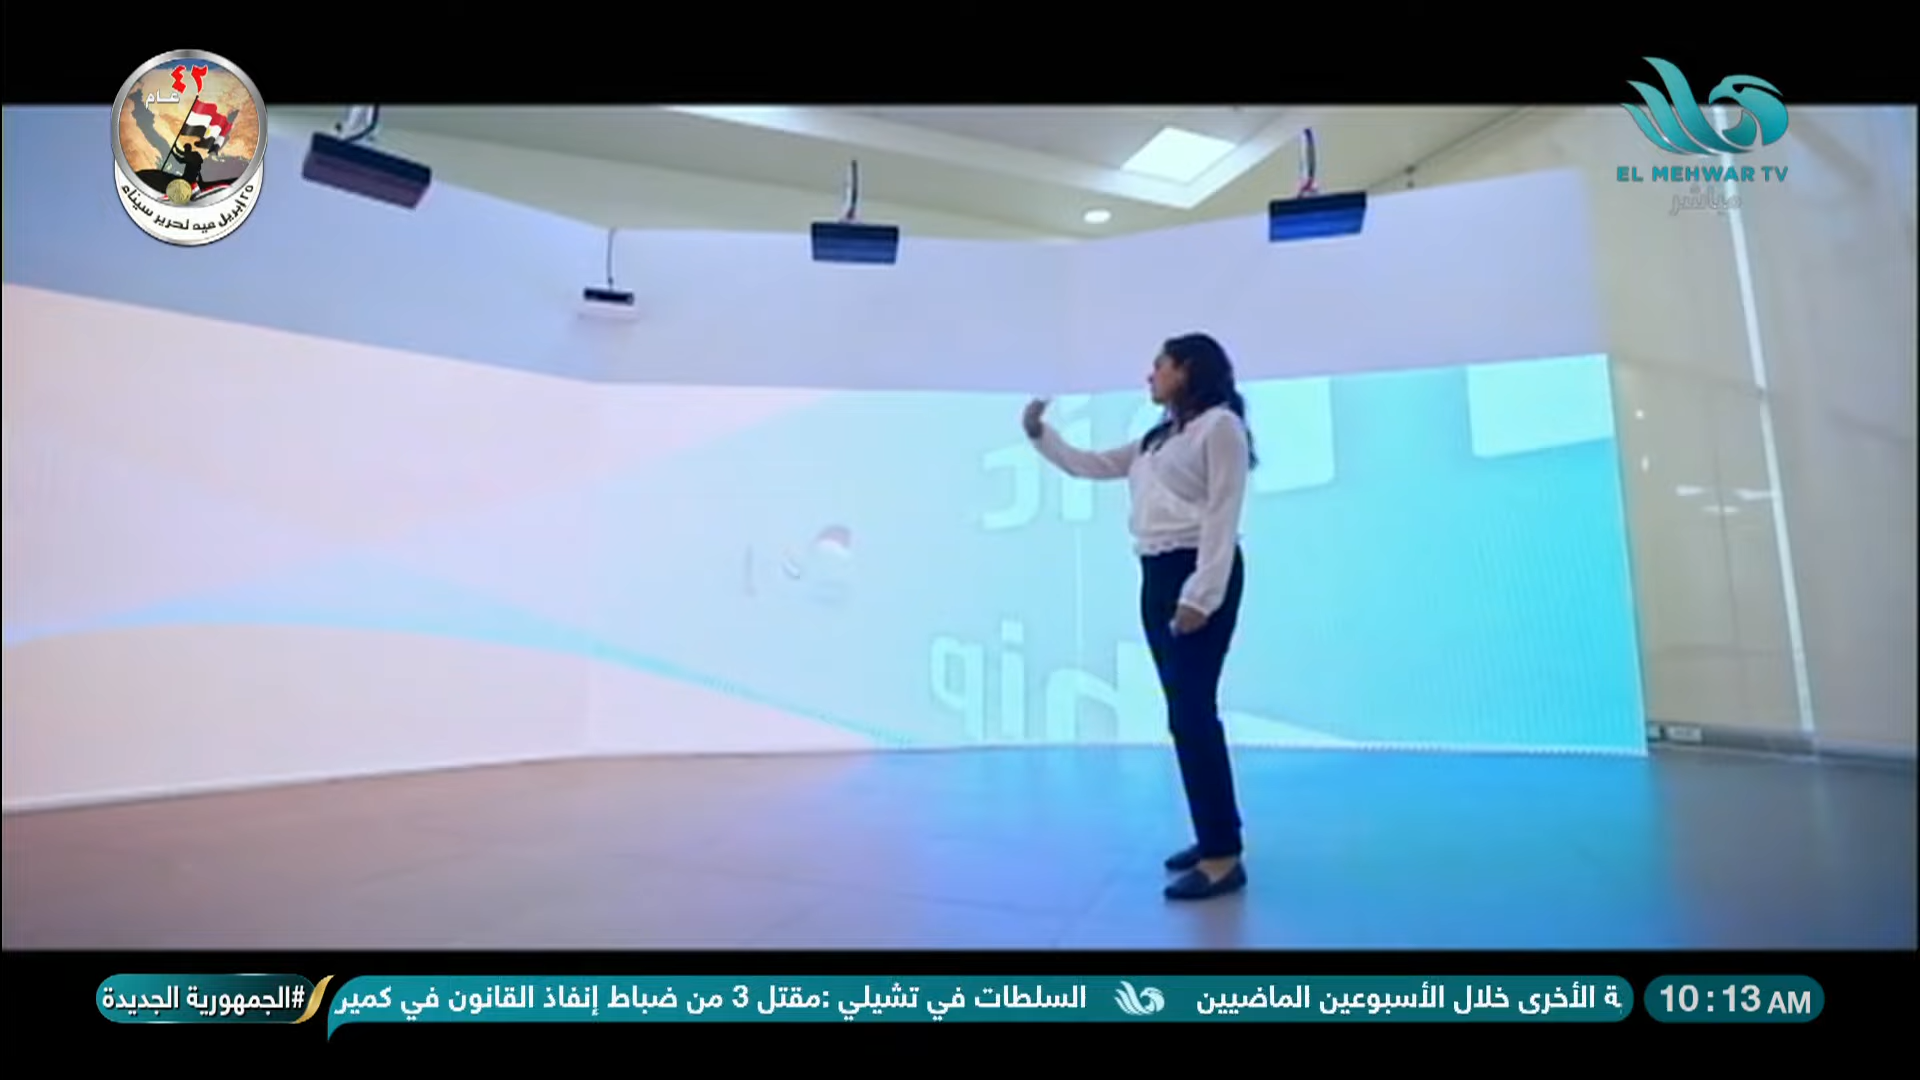 ٤٢
عام
٢٥ ابريل عيد تحرير سيناء
EL MEHWAR TV
مباشر
hip
#الجمهورية الجديدة
ة الأخرى خلال الأسبوعين الماضيين
السلطات في تشيلي :مقتل 3 من ضباط إنفاذ القانون في كمير
10:13 AM